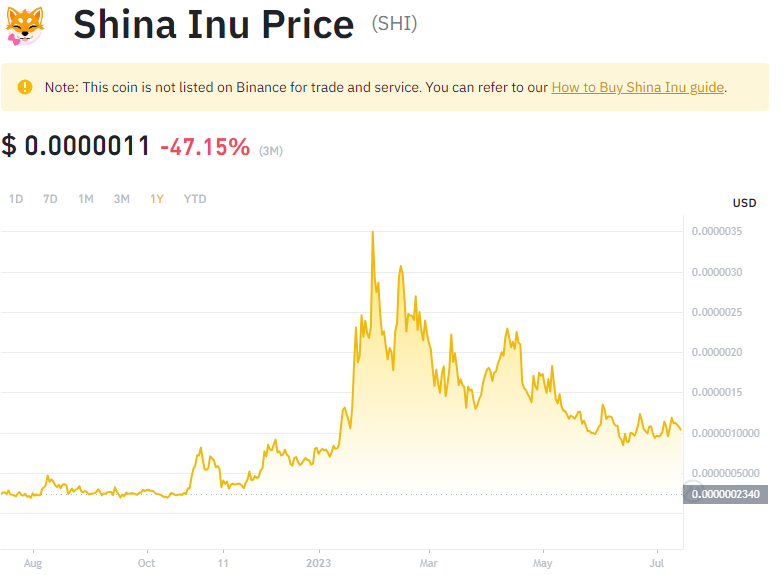 Shina Inu Price (SHI)
Note: This coin is not listed on Binance for trade and service. You can refer to our How to Buy Shina Inu guide.
$ 0.0000011 -47.15% (3M)
1D 7D 1M 3M 1Y YTD
USD
0.0000035
0.0000030
0.0000025
0.0000020
0.0000015
0.0000010000
0.0000005000
0.0000002340
Aug Oct 11 2023 Mar May Jul